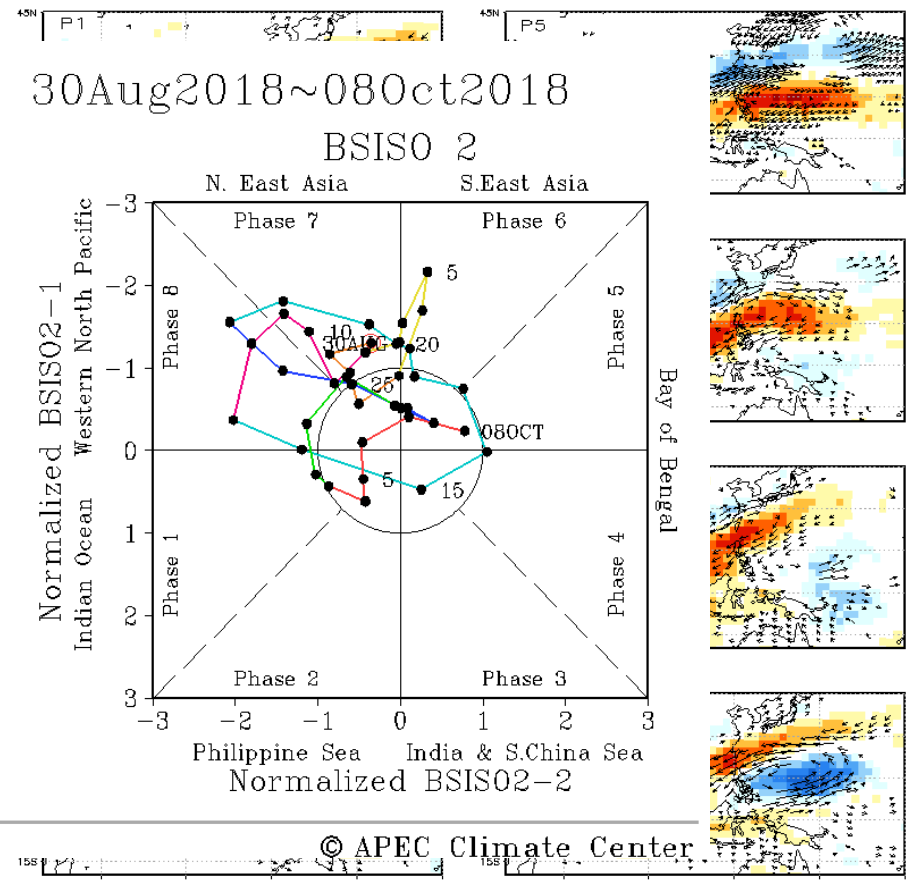 45N
P1
45N
P5
30Aug2018~08Oct2018
BSISO 2
N. East Asia
S.East Asia
Phase 7
Phase 6
Phase 8
Phase 5
Phase 1
Phase 4
Phase 2
Phase 3
-3
-2
-1
0
1
2
3
-3
-2
-1
0
1
2
3
Normalized BSISO2-1
Western North Pacific
Indian Ocean
Bay of Bengal
5
10
30AUG
20
25
08OCT
5
15
Philippine Sea
India & S.China Sea
Normalized BSISO2-2
© APEC Climate Center
15S
15S